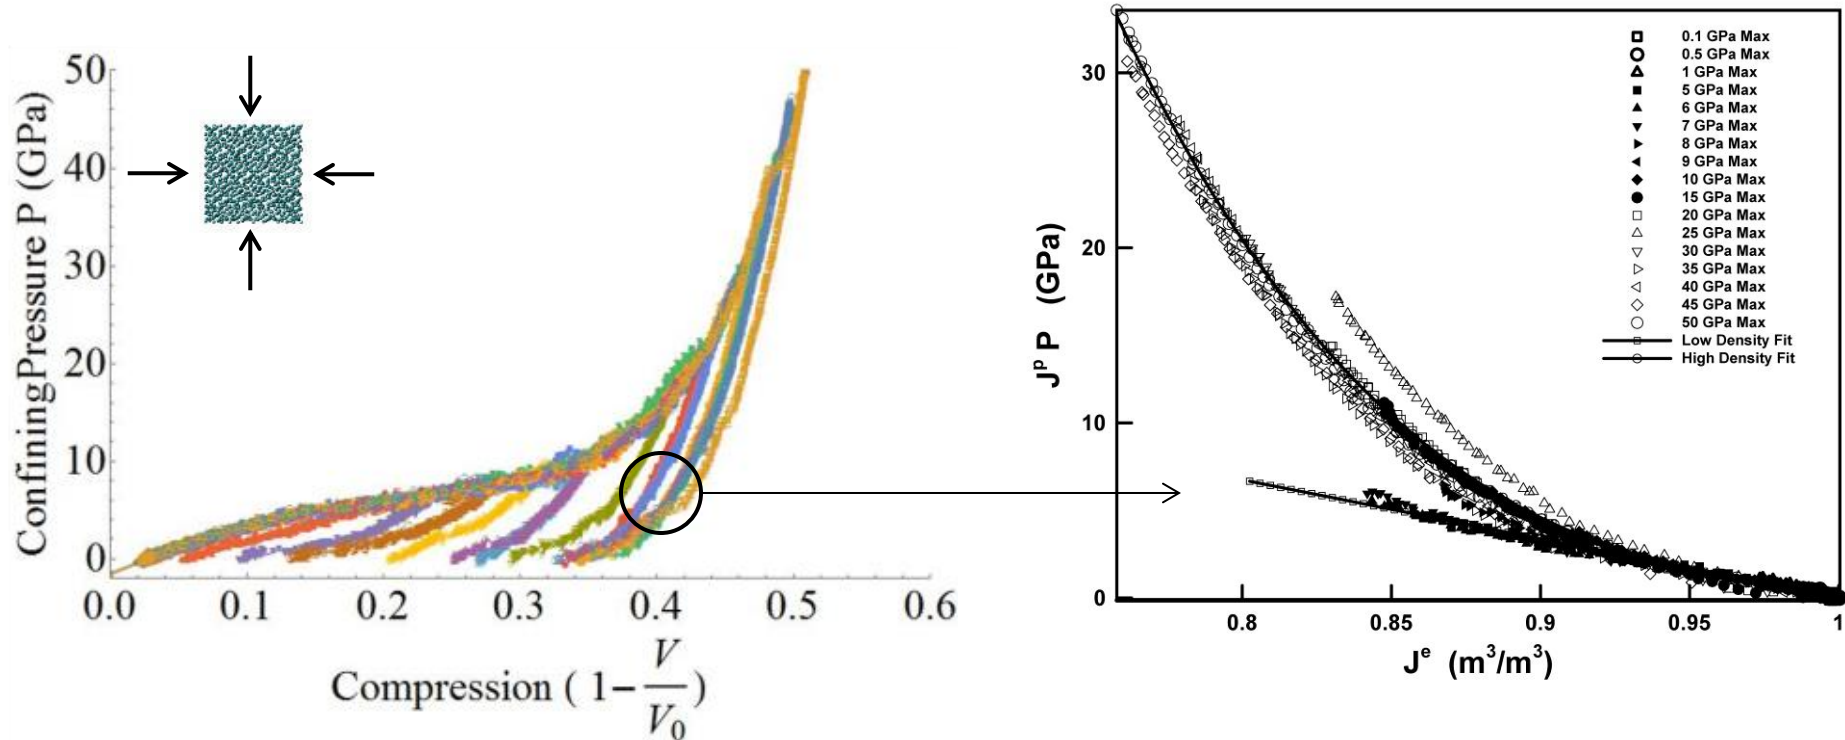 Confining Pressure P (GPa)
50
40
30
20
10
0
0.0 0.1 0.2 0.3 0.4 0.5 0.6
Compression ( 1− V/V₀ )
J^p P (GPa)
30
20
10
0
0.8 0.85 0.9 0.95 1
J^e (m³/m³)
0.1 GPa Max
0.5 GPa Max
1 GPa Max
5 GPa Max
6 GPa Max
7 GPa Max
8 GPa Max
9 GPa Max
10 GPa Max
15 GPa Max
20 GPa Max
25 GPa Max
30 GPa Max
35 GPa Max
40 GPa Max
45 GPa Max
50 GPa Max
Low Density Fit
High Density Fit